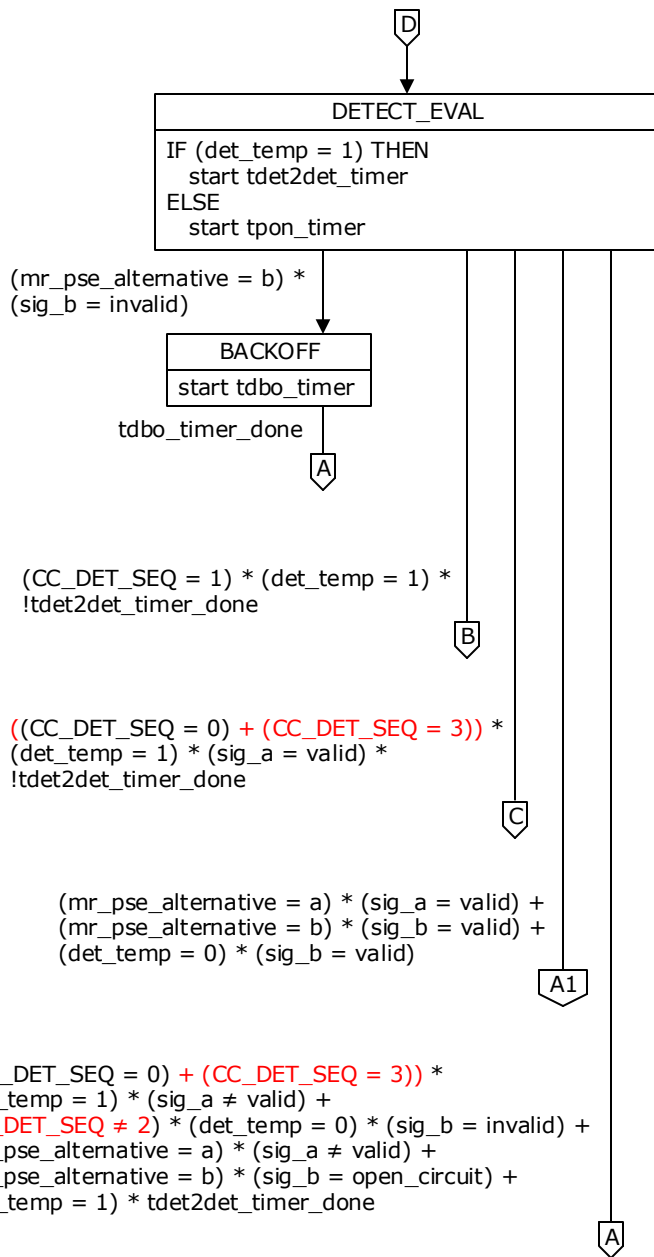 D
DETECT_EVAL
IF (det_temp = 1) THEN
start tdet2det_timer
ELSE
start tpon_timer
(mr_pse_alternative = b) *
(sig_b = invalid)
BACKOFF
start tdbo_timer
tdbo_timer_done
A
(CC_DET_SEQ = 1) * (det_temp = 1) *
!tdet2det_timer_done
B
((CC_DET_SEQ = 0) + (CC_DET_SEQ = 3)) *
(det_temp = 1) * (sig_a = valid) *
!tdet2det_timer_done
C
(mr_pse_alternative = a) * (sig_a = valid) +
(mr_pse_alternative = b) * (sig_b = valid) +
(det_temp = 0) * (sig_b = valid)
A1
_DET_SEQ = 0) + (CC_DET_SEQ = 3)) *
_temp = 1) * (sig_a ≠ valid) +
_DET_SEQ ≠ 2) * (det_temp = 0) * (sig_b = invalid) +
_pse_alternative = a) * (sig_a ≠ valid) +
_pse_alternative = b) * (sig_b = open_circuit) +
_temp = 1) * tdet2det_timer_done
A